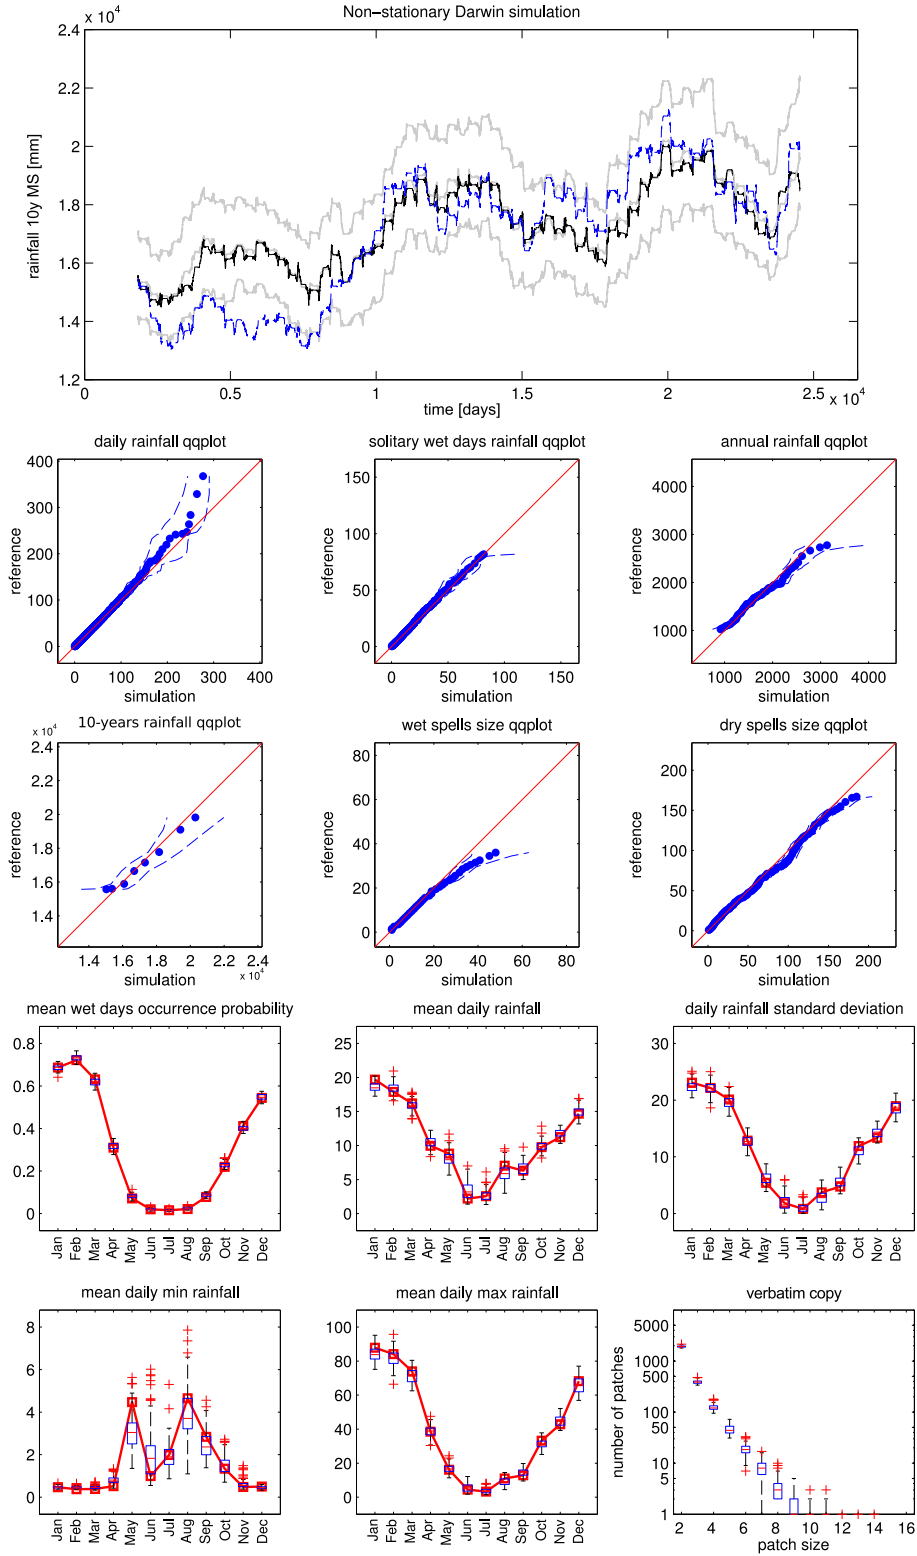 Non−stationary Darwin simulation
x 10⁴
2.4
2.2
2
1.8
1.6
1.4
1.2
rainfall 10y MS [mm]
0 0.5 1 1.5 2 2.5
x 10⁴
time [days]
daily rainfall qqplot
400
300
200
100
0
reference
0 100 200 300 400
simulation
solitary wet days rainfall qqplot
150
100
50
0
reference
0 50 100 150
simulation
annual rainfall qqplot
4000
3000
2000
1000
reference
1000 2000 3000 4000
simulation
10-years rainfall qqplot
x 10⁴
2.4
2.2
2
1.8
1.6
1.4
reference
1.4 1.6 1.8 2 2.2 2.4
x 10⁴
simulation
wet spells size qqplot
80
60
40
20
0
reference
0 20 40 60 80
simulation
dry spells size qqplot
200
150
100
50
0
reference
0 50 100 150 200
simulation
mean wet days occurrence probability
0.8
0.6
0.4
0.2
0
Jan Feb Mar Apr May Jun Jul Aug Sep Oct Nov Dec
mean daily rainfall
25
20
15
10
5
0
Jan Feb Mar Apr May Jun Jul Aug Sep Oct Nov Dec
daily rainfall standard deviation
30
20
10
0
Jan Feb Mar Apr May Jun Jul Aug Sep Oct Nov Dec
mean daily min rainfall
8
6
4
2
0
Jan Feb Mar Apr May Jun Jul Aug Sep Oct Nov Dec
mean daily max rainfall
100
80
60
40
20
0
Jan Feb Mar Apr May Jun Jul Aug Sep Oct Nov Dec
verbatim copy
5000
1000
500
100
50
10
5
1
number of patches
2 4 6 8 10 12 14 16
patch size